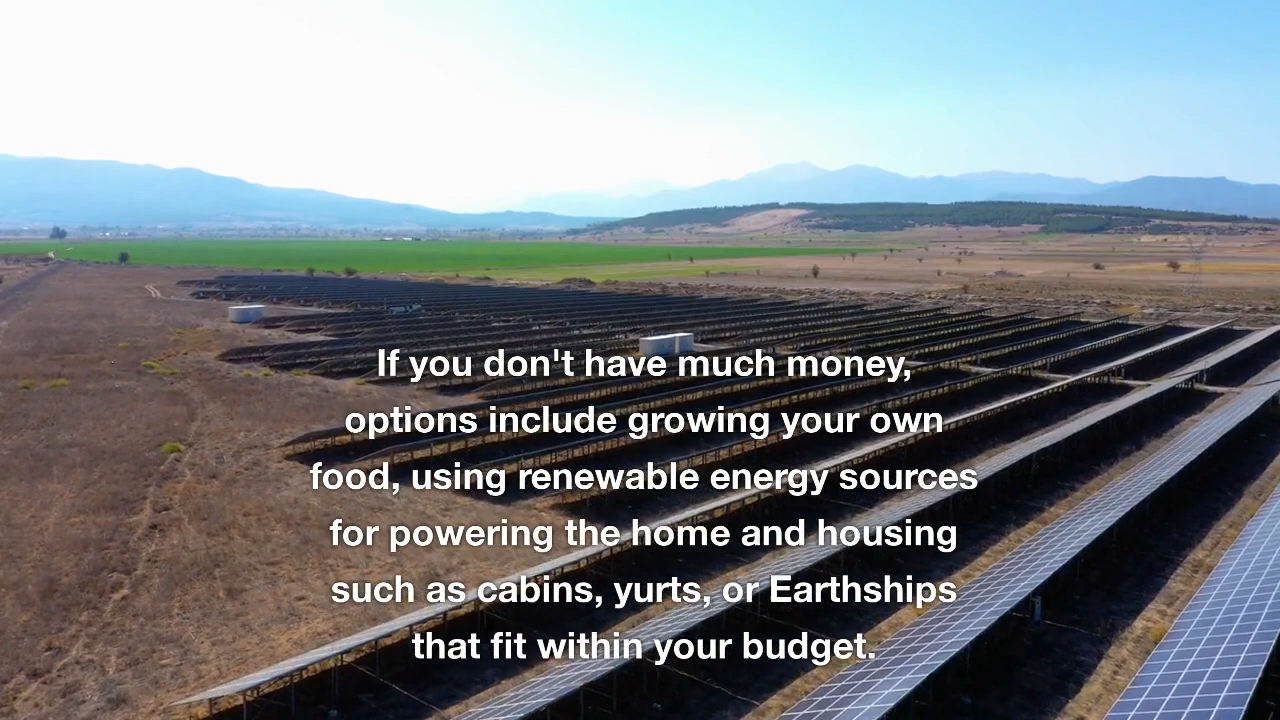 If you don't have much money,
options include growing your own
food, using renewable energy sources
for powering the home and housing
such as cabins, yurts, or Earthships
that fit within your budget.